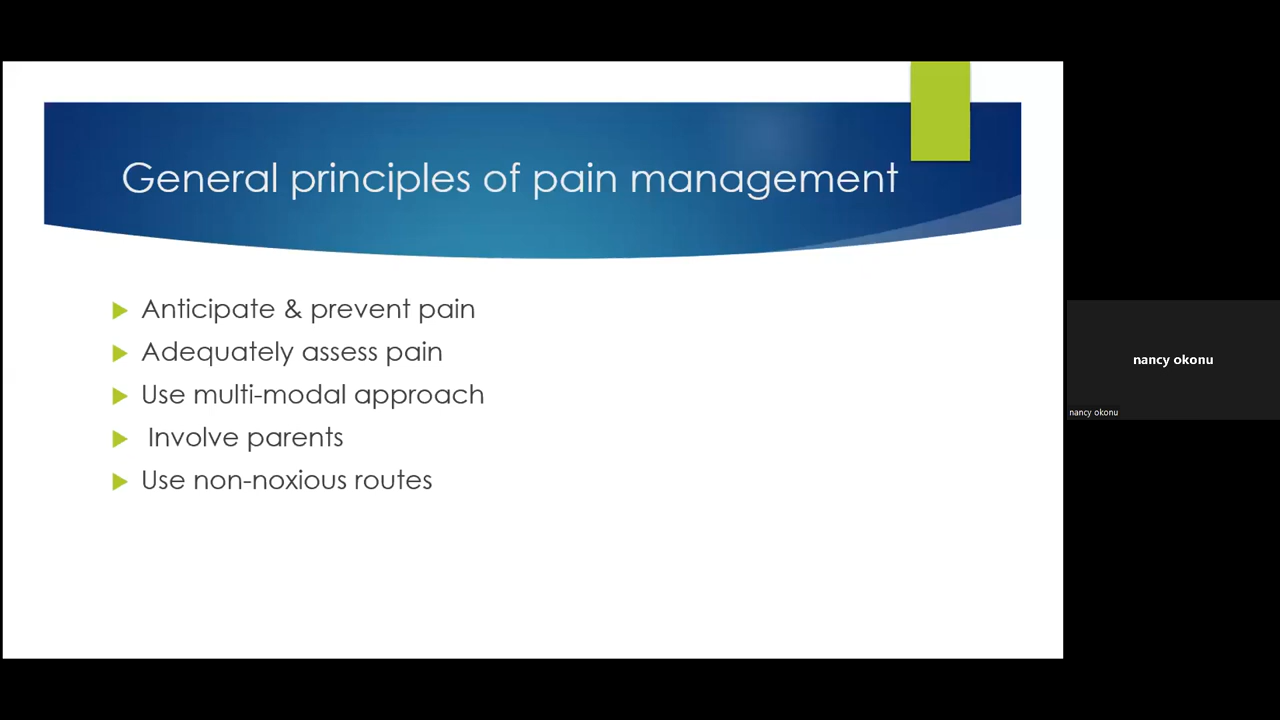 General principles of pain management
Anticipate & prevent pain
Adequately assess pain
Use multi-modal approach
Involve parents
Use non-noxious routes
nancy okonu
nancy okonu